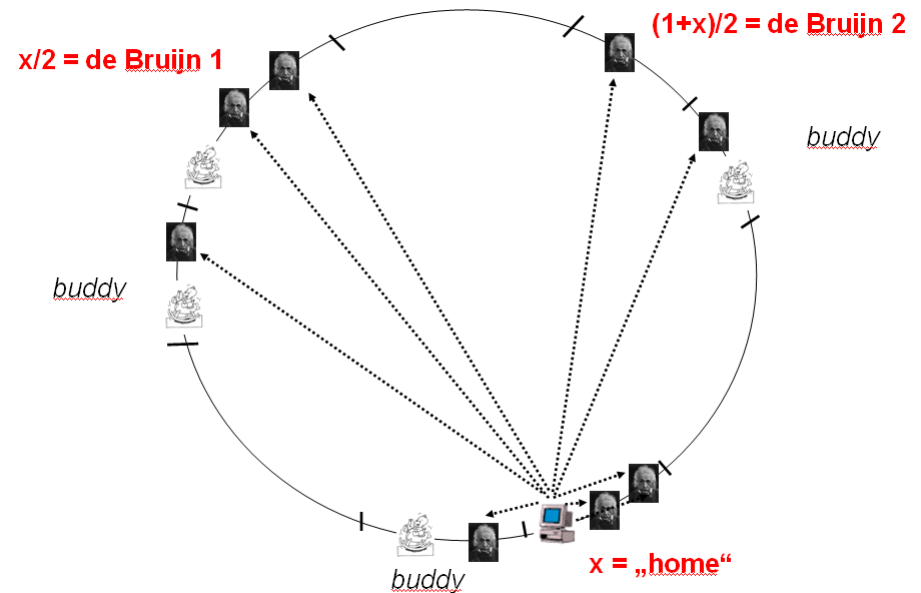 (1+x)/2 = de Bruijn 2
x/2 = de Bruijn 1
buddy
buddy
x = „home“
buddy